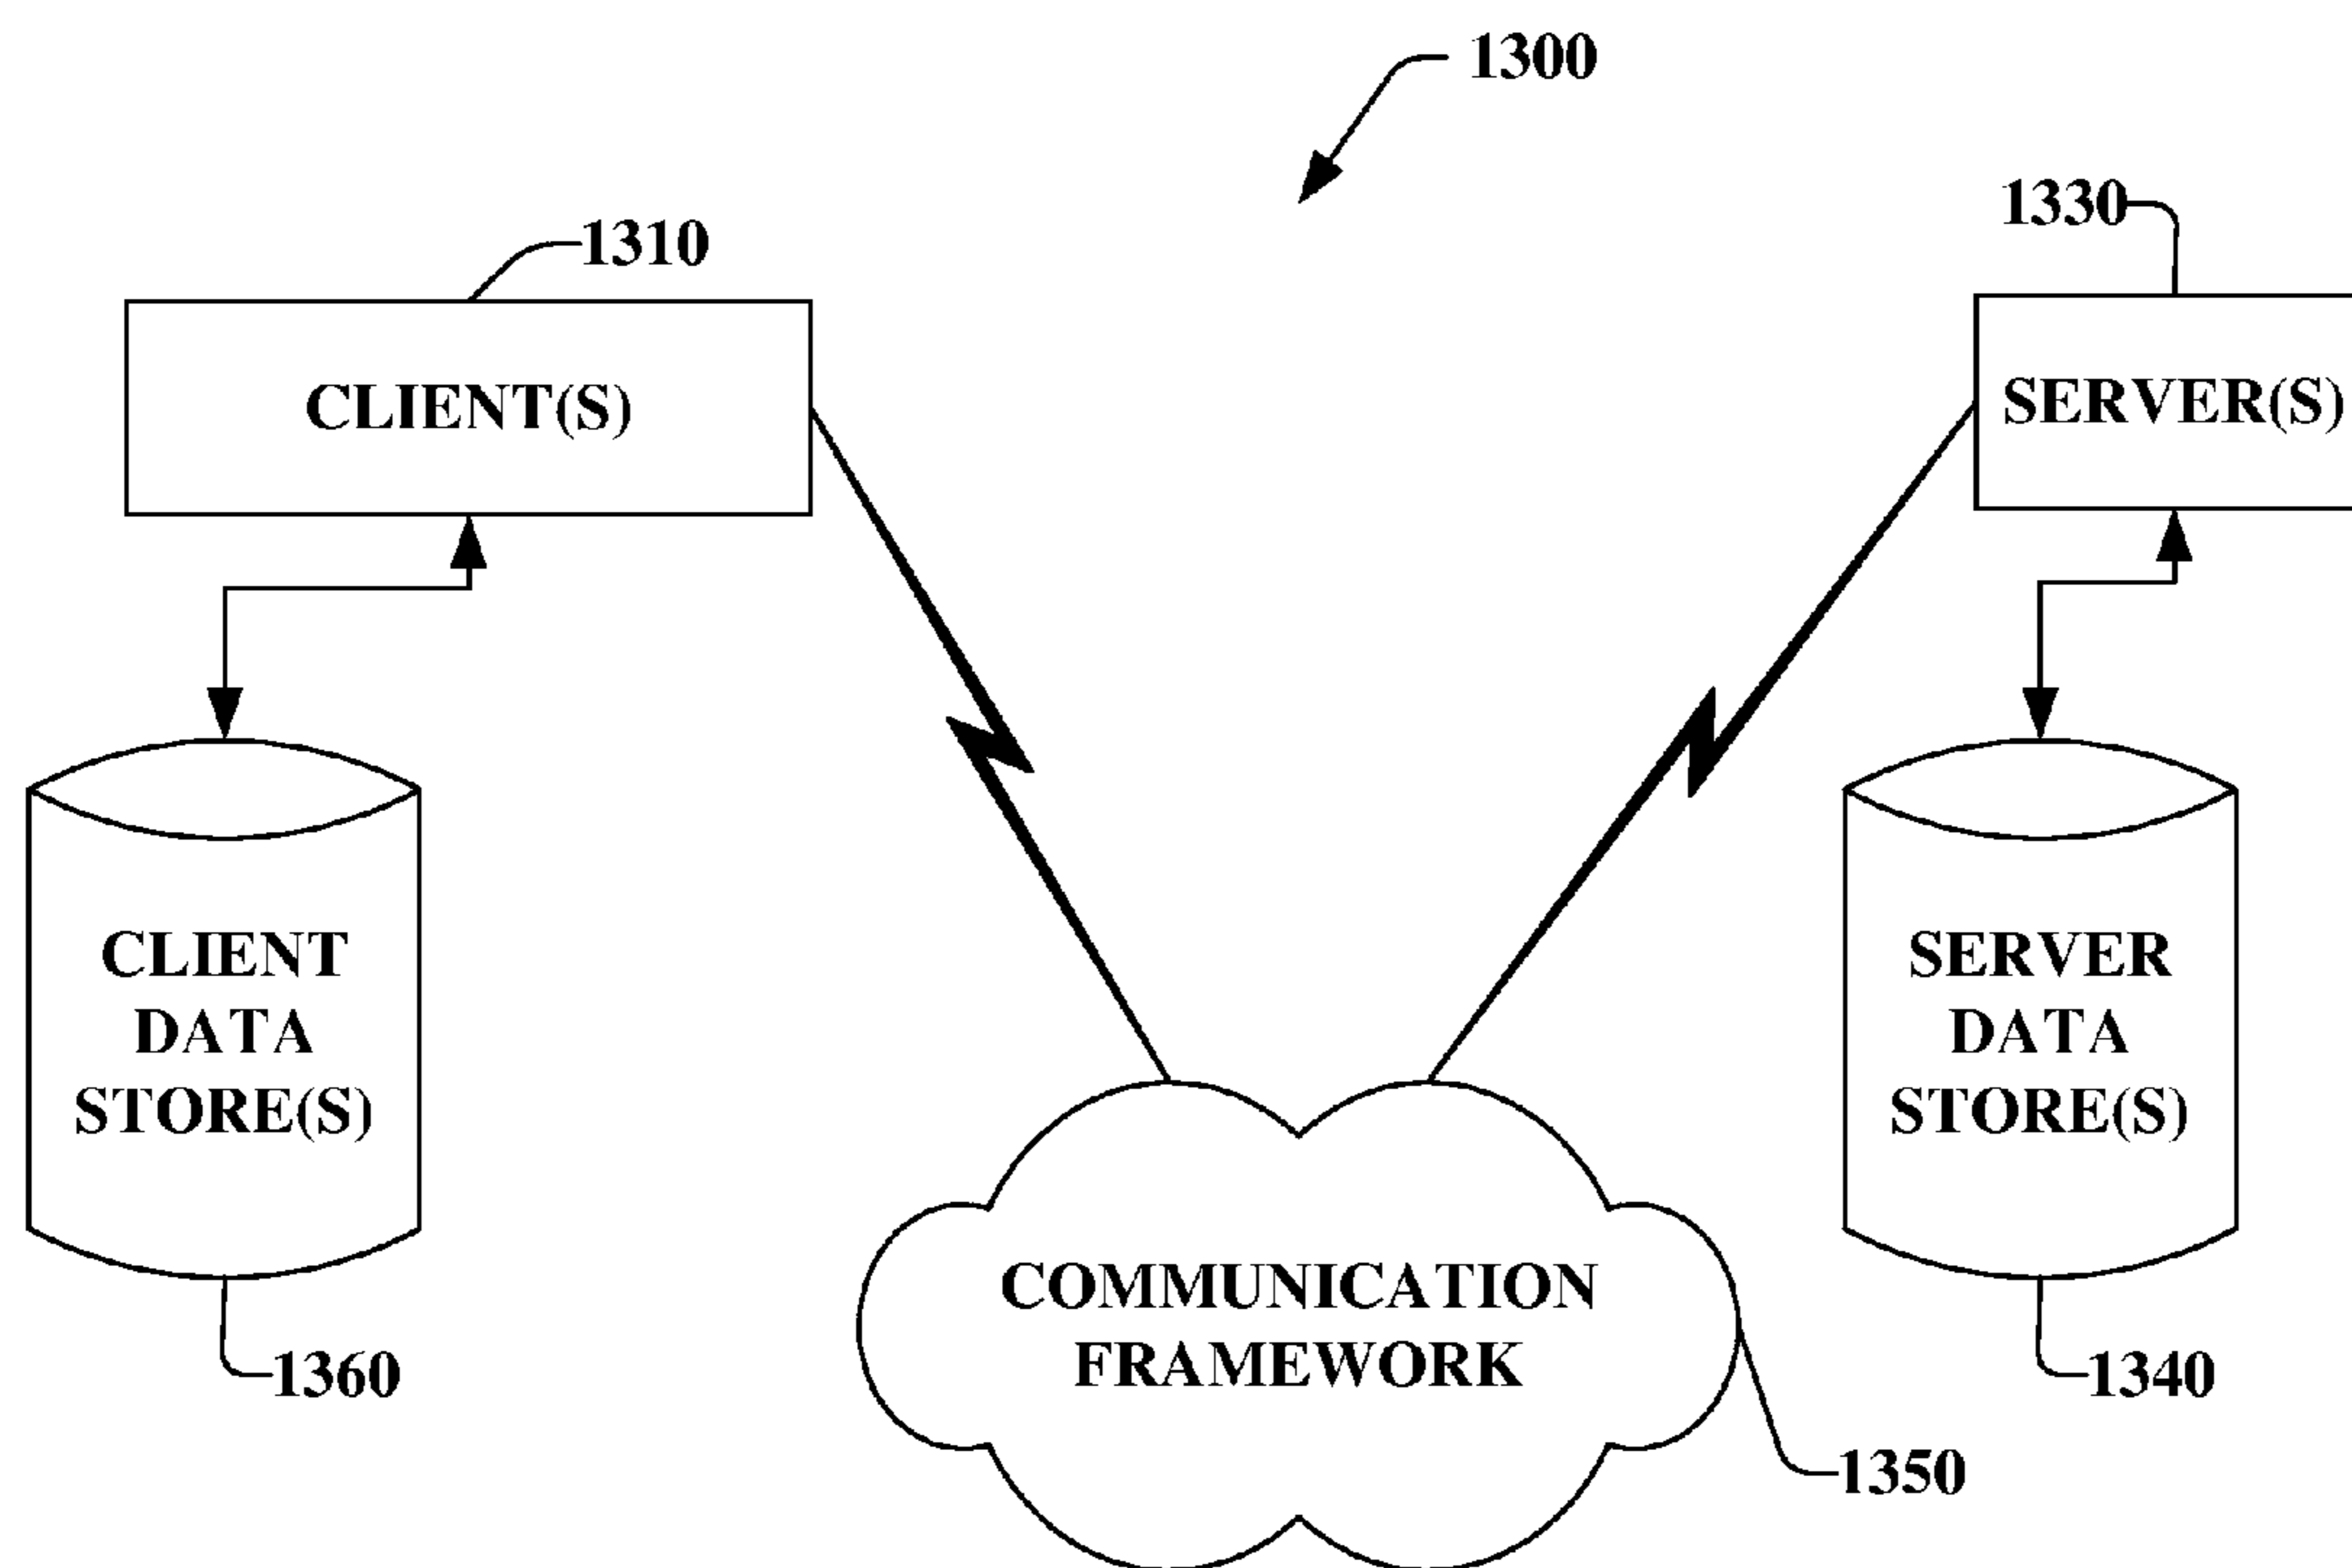 1300
1310
1330
CLIENT(S)
SERVER(S)
CLIENT
DATA
STORE(S)
SERVER
DATA
STORE(S)
COMMUNICATION
FRAMEWORK
1360
1340
1350